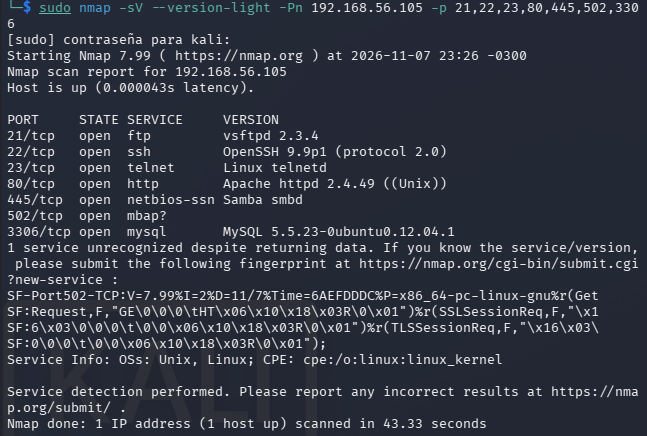 └─$ sudo nmap -sV --version-light -Pn 192.168.56.105 -p 21,22,23,80,445,502,330
6
[sudo] contraseña para kali:
Starting Nmap 7.99 ( https://nmap.org ) at 2026-11-07 23:26 -0300
Nmap scan report for 192.168.56.105
Host is up (0.000043s latency).

PORT     STATE SERVICE     VERSION
21/tcp   open  ftp         vsftpd 2.3.4
22/tcp   open  ssh         OpenSSH 9.9p1 (protocol 2.0)
23/tcp   open  telnet      Linux telnetd
80/tcp   open  http        Apache httpd 2.4.49 ((Unix))
445/tcp  open  netbios-ssn Samba smbd
502/tcp  open  mbap?
3306/tcp open  mysql       MySQL 5.5.23-0ubuntu0.12.04.1
1 service unrecognized despite returning data. If you know the service/version,
 please submit the following fingerprint at https://nmap.org/cgi-bin/submit.cgi
?new-service :
SF-Port502-TCP:V=7.99%I=2%D=11/7%Time=6AEFDDDC%P=x86_64-pc-linux-gnu%r(Get
SF:Request,F,"GE\0\0\0\tHT\x06\x10\x18\x03R\0\x01")%r(SSLSessionReq,F,"\x1
SF:6\x03\0\0\0\t\0\0\x06\x10\x18\x03R\0\x01")%r(TLSSessionReq,F,"\x16\x03\
SF:0\0\0\t\0\0\x06\x10\x18\x03R\0\x01");
Service Info: OSs: Unix, Linux; CPE: cpe:/o:linux:linux_kernel

Service detection performed. Please report any incorrect results at https://nma
p.org/submit/ .
Nmap done: 1 IP address (1 host up) scanned in 43.33 seconds
KALI